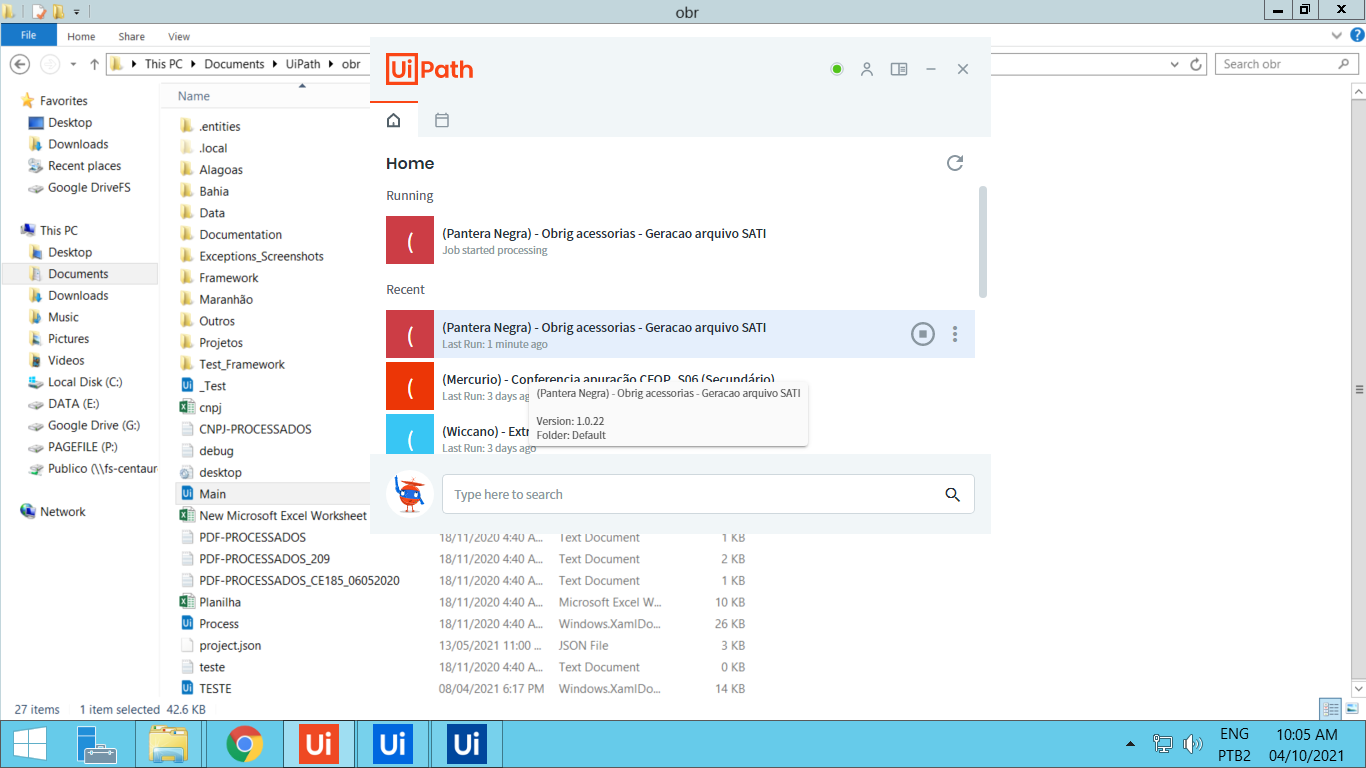 obr
File
Home
Share
View
This PC
Documents
UiPath
obr
Search obr
Favorites
Desktop
Downloads
Recent places
Google DriveFS
This PC
Desktop
Documents
Downloads
Music
Pictures
Videos
Local Disk (C:)
DATA (E:)
Google Drive (G:)
PAGEFILE (P:)
Publico (\\fs-centaur
Network
Name
.entities
.local
Alagoas
Bahia
Data
Documentation
Exceptions_Screenshots
Framework
Maranhão
Outros
Projetos
Test_Framework
_Test
cnpj
CNPJ-PROCESSADOS
debug
desktop
Main
New Microsoft Excel Worksheet
PDF-PROCESSADOS 18/11/2020 4:40 A... Text Document 1 KB
PDF-PROCESSADOS_209 18/11/2020 4:40 A... Text Document 2 KB
PDF-PROCESSADOS_CE185_06052020 18/11/2020 4:40 A... Text Document 1 KB
Planilha 18/11/2020 4:40 A... Microsoft Excel W... 10 KB
Process 18/11/2020 4:40 A... Windows.XamlDo... 26 KB
project.json 13/05/2021 11:00 ... JSON File 3 KB
teste 18/11/2020 4:40 A... Text Document 0 KB
TESTE 08/04/2021 6:17 PM Windows.XamlDo... 14 KB
UiPath
Home
Running
(
(Pantera Negra) - Obrig acessorias - Geracao arquivo SATI
Job started processing
Recent
(
(Pantera Negra) - Obrig acessorias - Geracao arquivo SATI
Last Run: 1 minute ago
(
(Mercurio) - Conferencia apuração CFOP_S06 (Secundário)
Last Run: 3 days ag
(Pantera Negra) - Obrig acessorias - Geracao arquivo SATI
Version: 1.0.22
Folder: Default
(
(Wiccano) - Extr
Last Run: 3 days ago
Type here to search
27 items
1 item selected 42.6 KB
Ui
Ui
Ui
ENG
PTB2
10:05 AM
04/10/2021